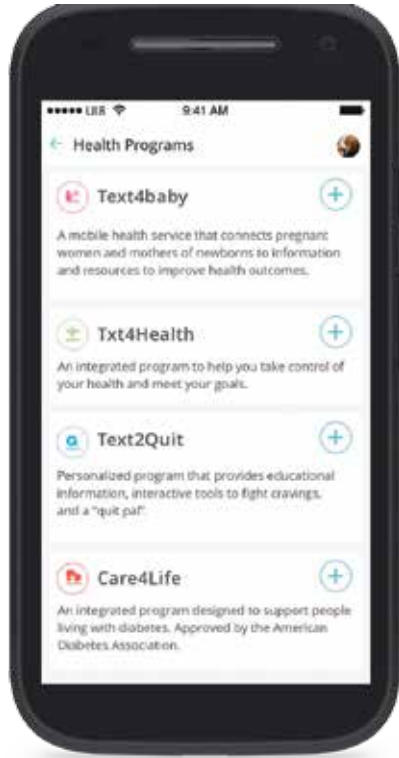 UI8 9:41 AM
Health Programs
Text4baby
A mobile health service that connects pregnant
women and mothers of newborns to information
and resources to improve health outcomes.
Txt4Health
An integrated program to help you take control of
your health and meet your goals.
Text2Quit
Personalized program that provides educational
information, interactive tools to fight cravings,
and a "quit pal".
Care4Life
An integrated program designed to support people
living with diabetes. Approved by the American
Diabetes Association.